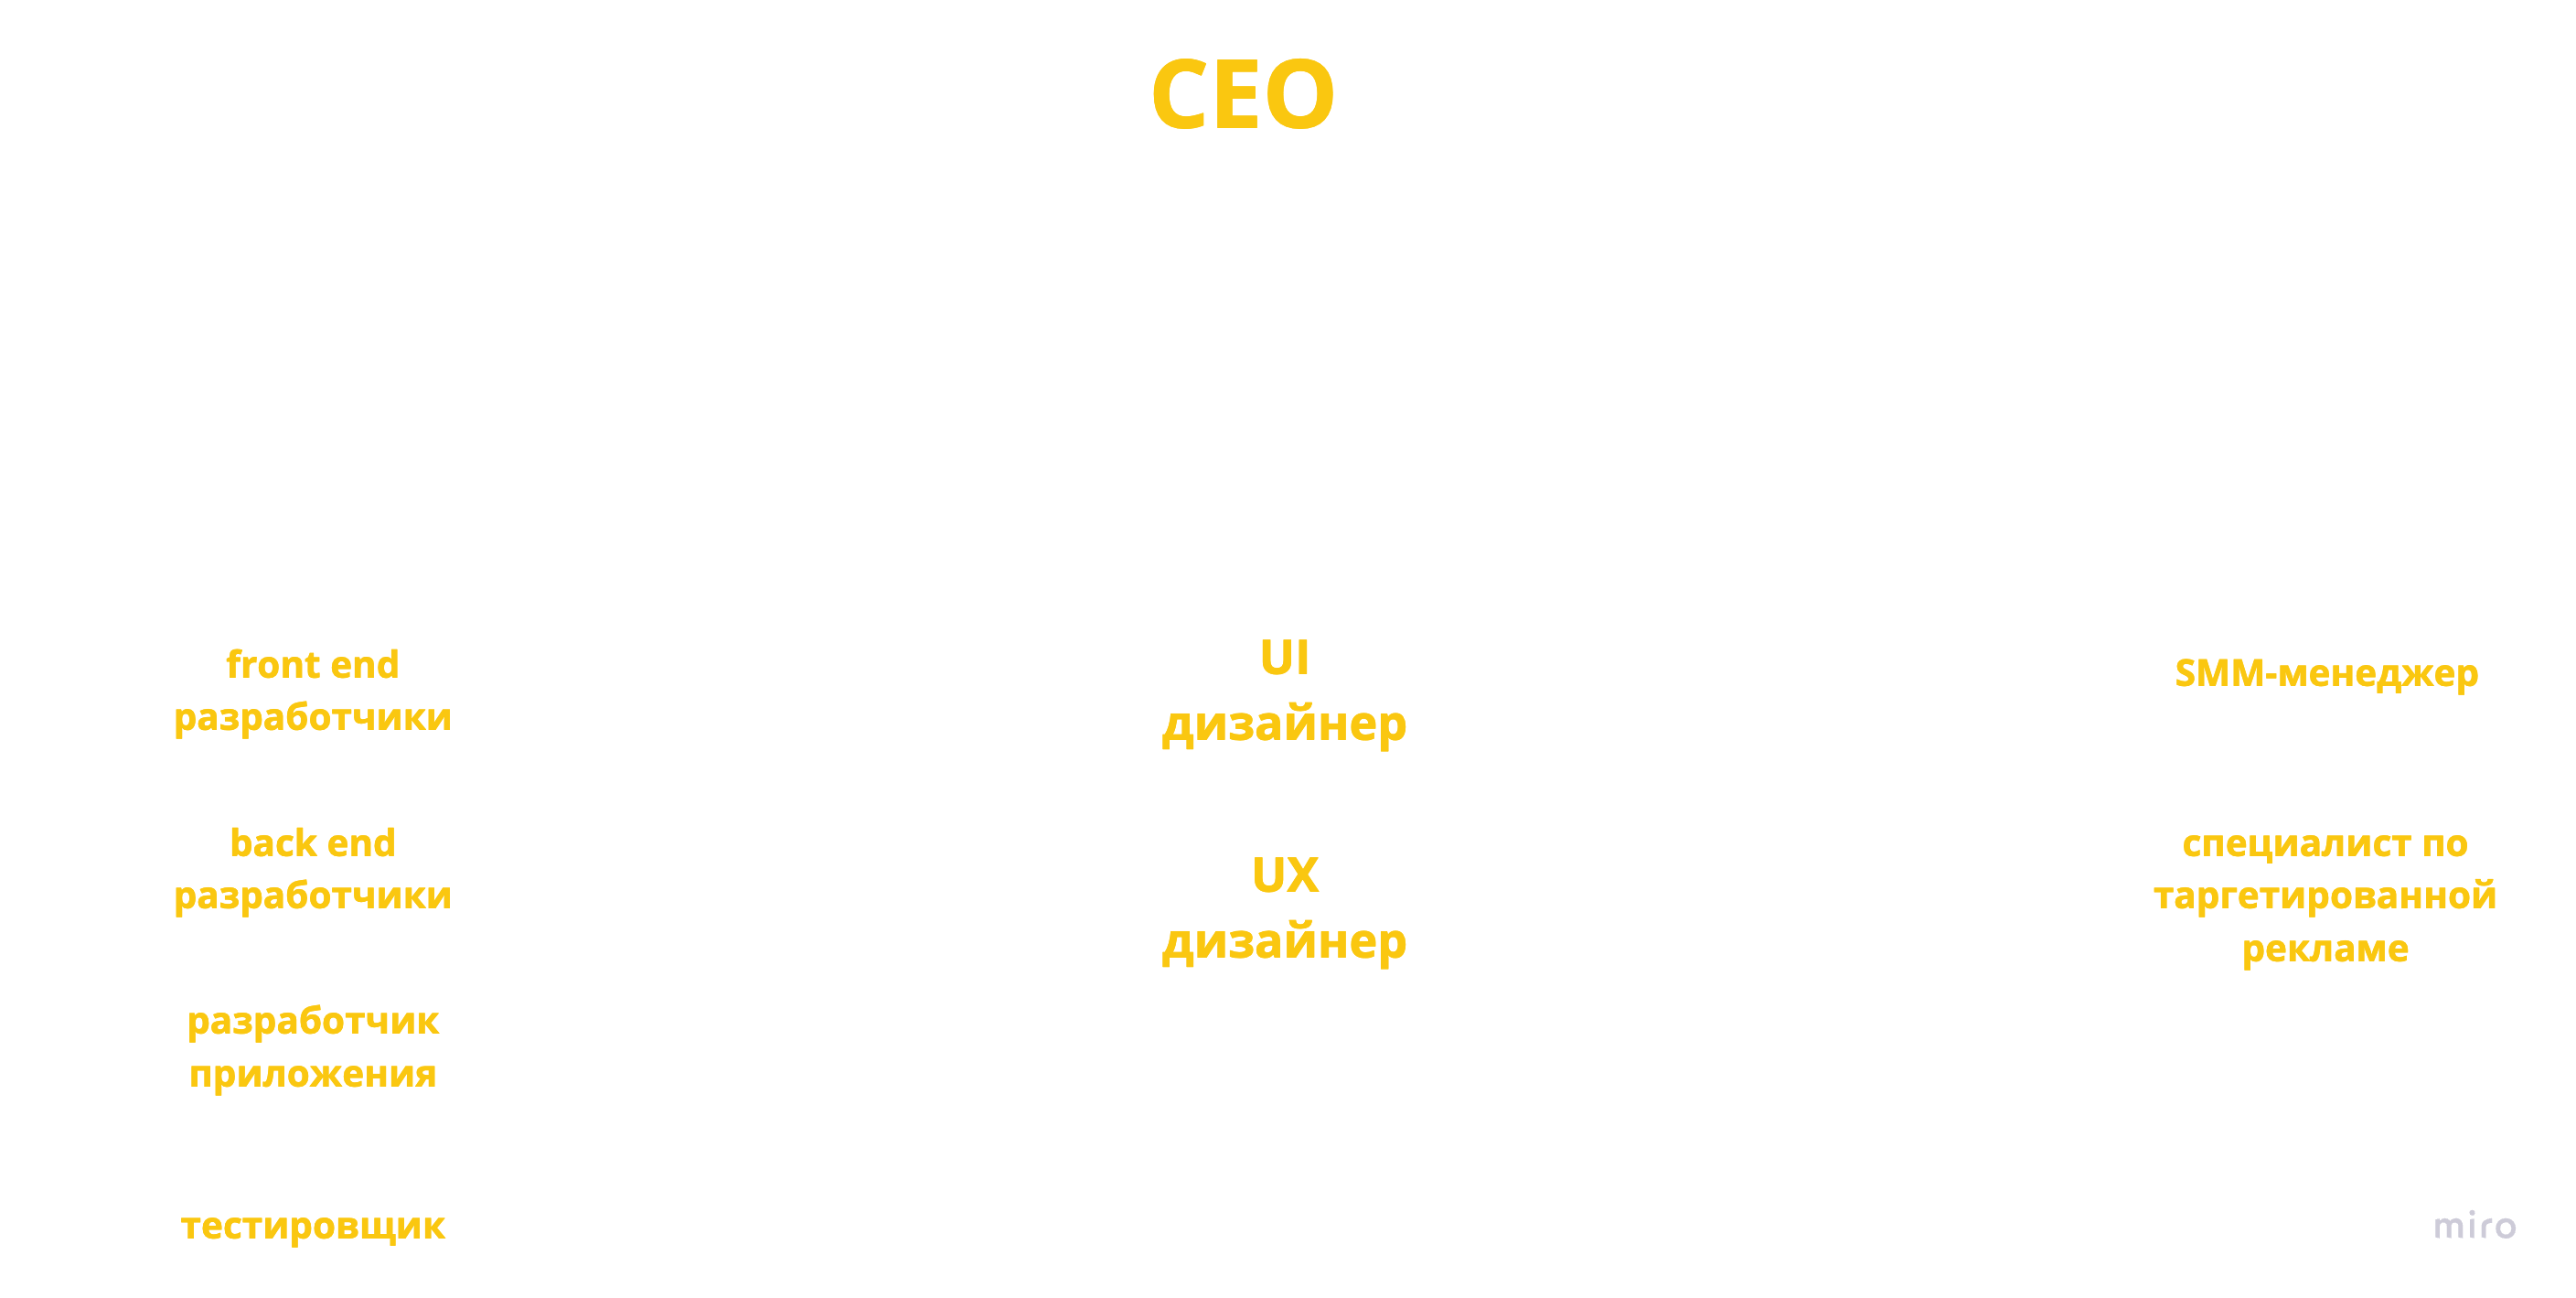 CEO
front end
разработчики
back end
разработчики
разработчик
приложения
тестировщик
UI
дизайнер
UX
дизайнер
SMM-менеджер
специалист по
таргетированной
рекламе
miro